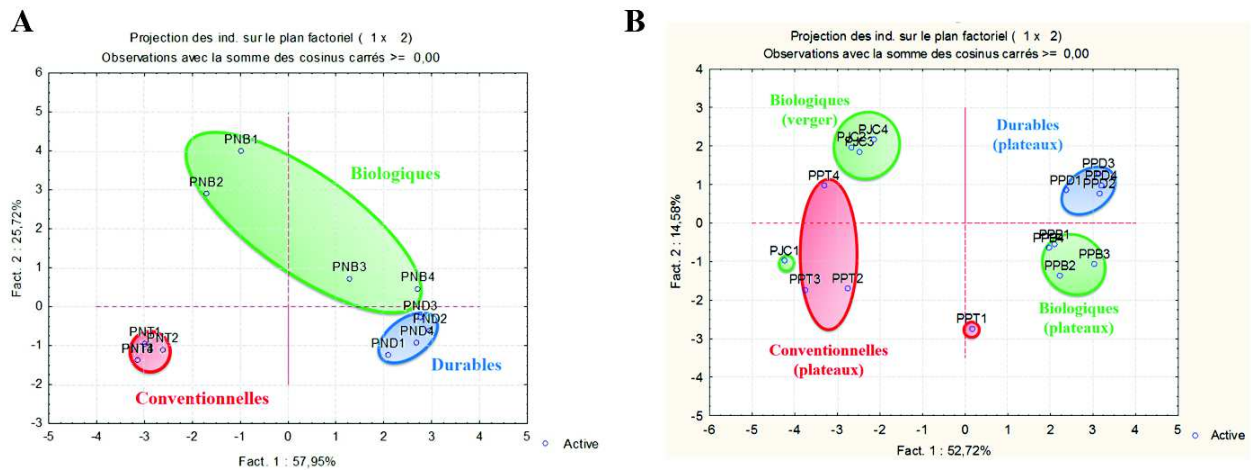 A
Projection des ind. sur le plan factoriel ( 1 x 2)
Observations avec la somme des cosinus carrés >= 0,00
6
5
4
3
2
1
0
-1
-2
-3
Fact. 2 : 25,72%
PNB1
PNB2
Biologiques
PNB3
PNB4
PND3
PND2
PND4
PND1
PNT1
PNT2
Durables
Conventionnelles
-5 -4 -3 -2 -1 0 1 2 3 4 5
Fact. 1 : 57,95%
Active
B
Projection des ind. sur le plan factoriel ( 1 x 2)
Observations avec la somme des cosinus carrés >= 0,00
4
3
2
1
0
-1
-2
-3
-4
-5
Fact. 2 : 14,58%
Biologiques
(verger)
PJC4
PJC3
Durables
(plateaux)
PPD3
PPD4
PPD1
PPD2
PPT4
PPB1
PJC1
PPB3
PPB2
PPT3
PPT2
Biologiques
(plateaux)
PPT1
Conventionnelles
(plateaux)
-6 -5 -4 -3 -2 -1 0 1 2 3 4 5
Fact. 1 : 52,72%
Active